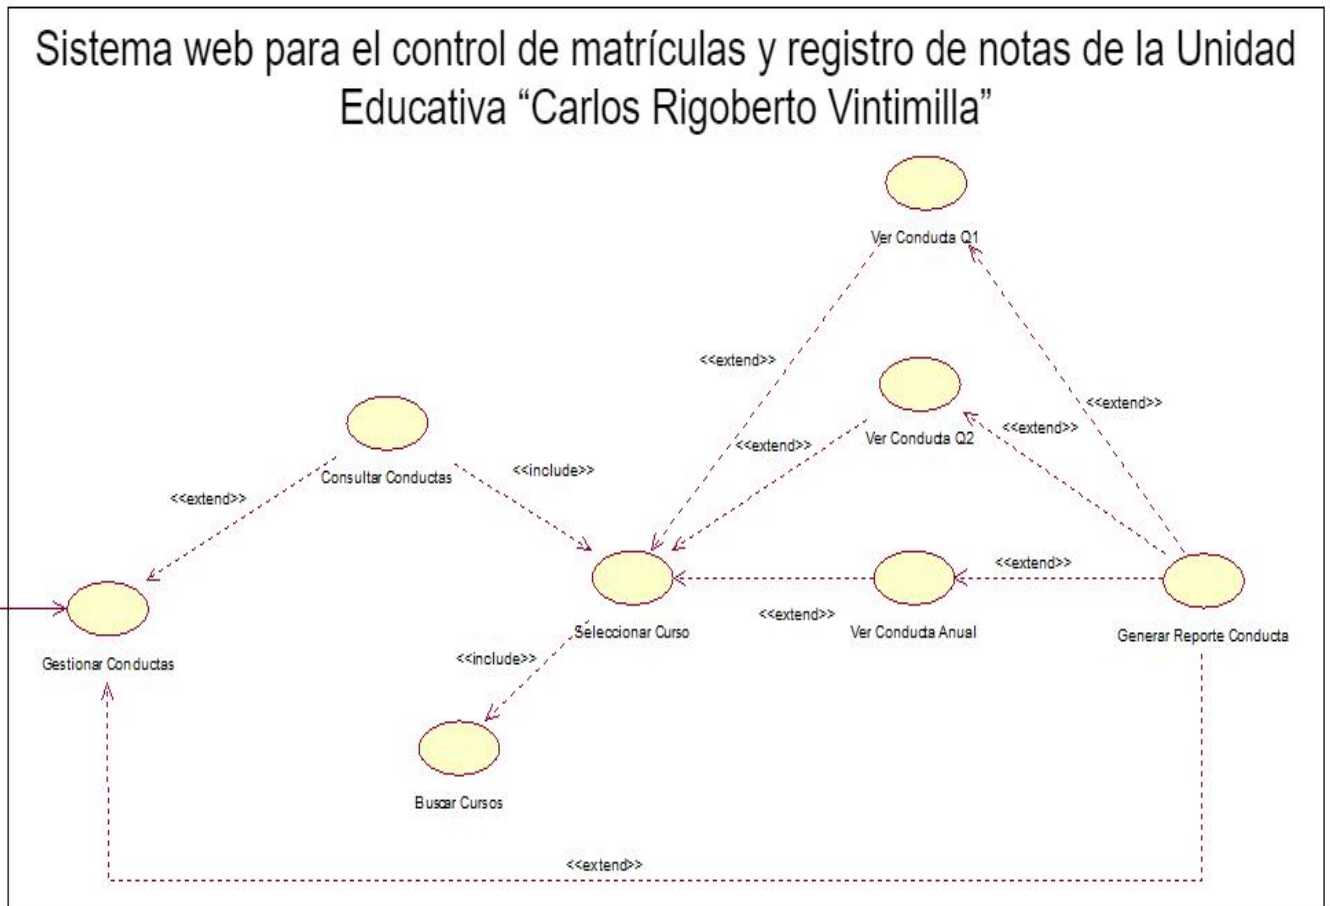 Sistema web para el control de matrículas y registro de notas de la Unidad
Educativa “Carlos Rigoberto Vintimilla”
Ver Conducta Q1
<<extend>>
<<extend>>
Ver Conducta Q2
<<extend>>
<<extend>>
Consultar Conductas
<<include>>
<<extend>>
<<extend>>
<<extend>>
Seleccionar Curso
Ver Conducta Anual
Generar Reporte Conducta
<<include>>
Gestionar Conductas
Buscar Cursos
<<extend>>